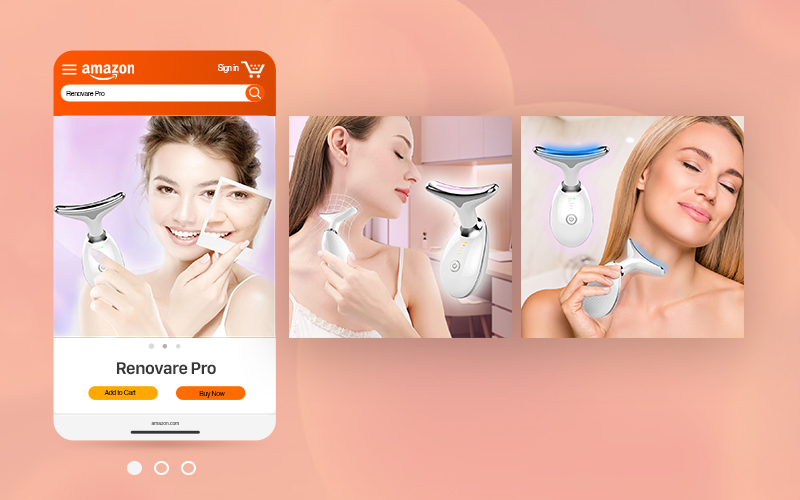 amazon
Sign in
Renovare Pro
Renovare Pro
Add to Cart
Buy Now
amazon.com